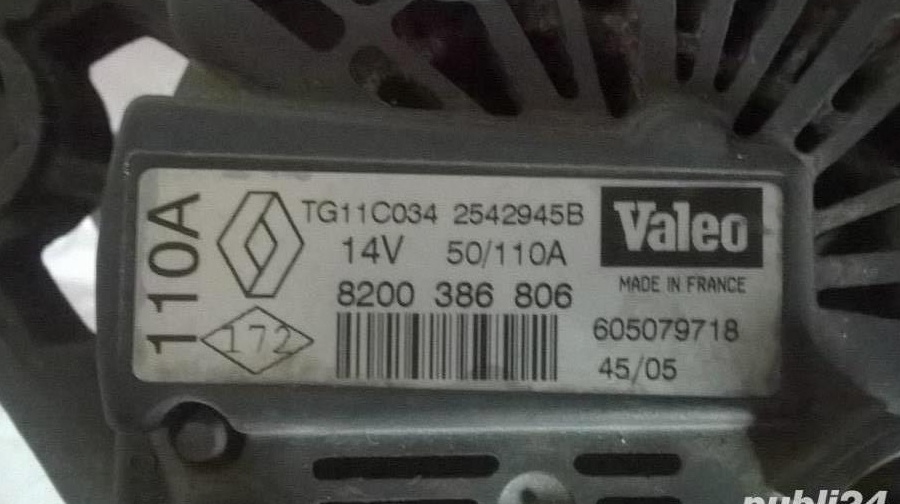 110A
TG11C034 2542945B
14V 50/110A
8200 386 806
172
Valeo
MADE IN FRANCE
605079718
45/05
publi24